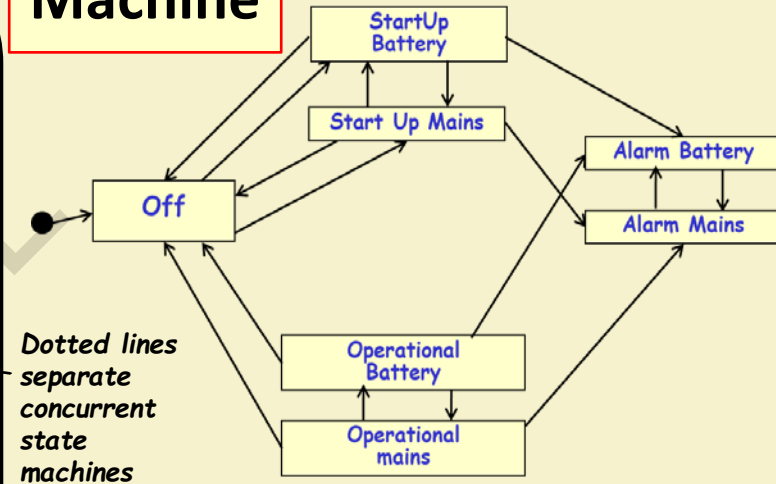 Machine
StartUp
Battery
Start Up Mains
Alarm Battery
Off
Alarm Mains
Dotted lines
separate
concurrent
state
machines
Operational
Battery
Operational
mains